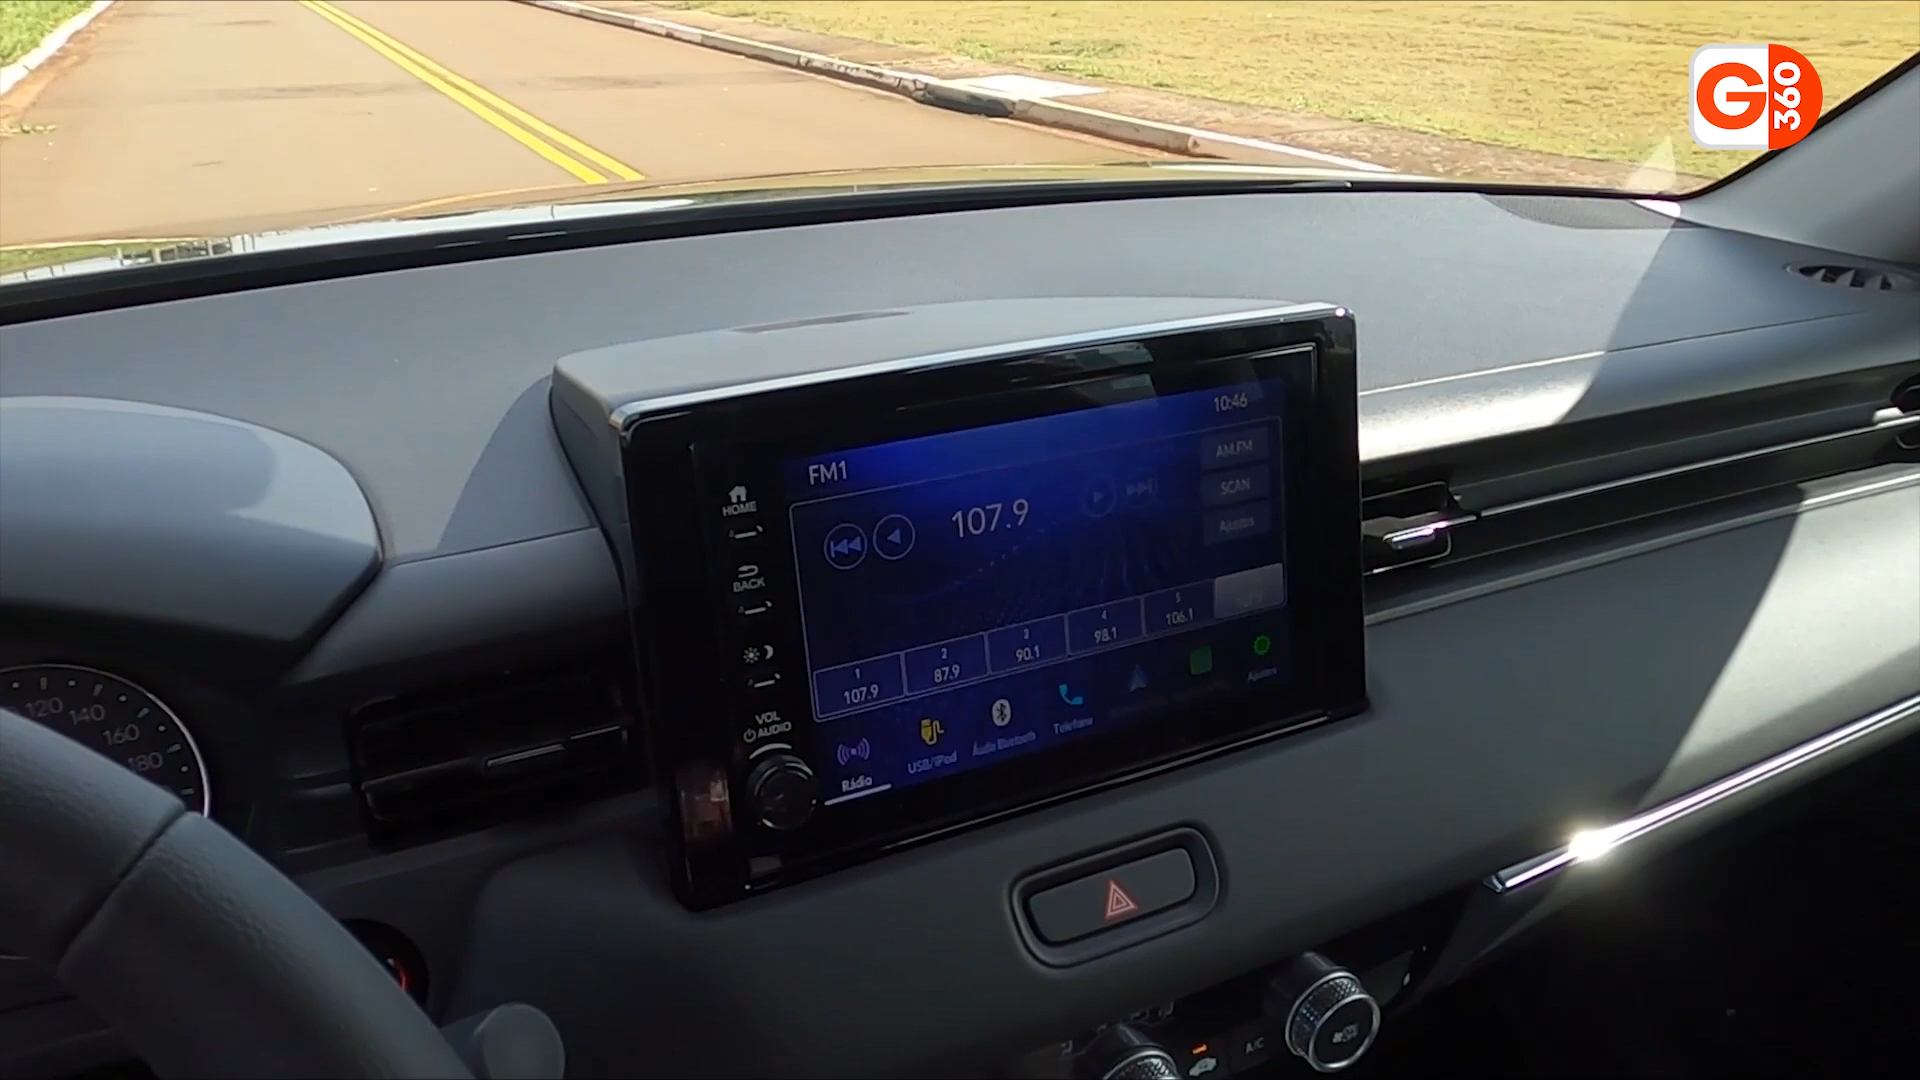 G
360
10:46
FM1
AM.FM
HOME
107.9
SCAN
Ajustes
BACK
1
107.9
2
87.9
3
90.1
4
98.1
5
106.1
VOL
AUDIO
Rádio
USB/iPod
Áudio Bluetooth
Telefone
Ajustes
120
140
160
180
A/C